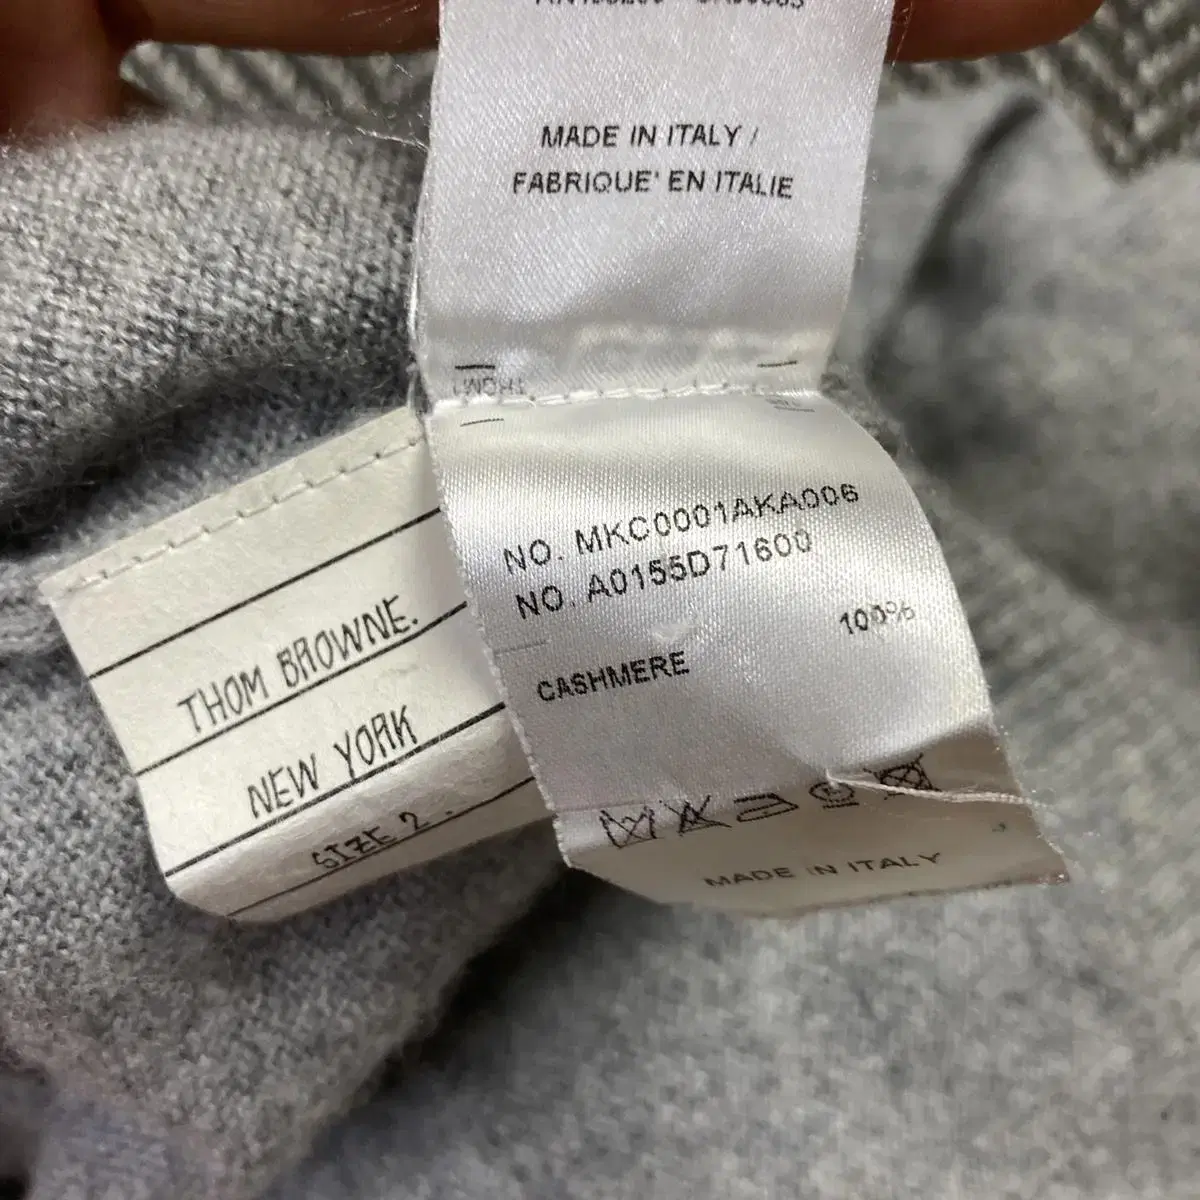 MADE IN ITALY /
FABRIQUE' EN ITALIE
NO. MKC0001AKA006
NO. A0155D71600
100%
CASHMERE
MADE IN ITALY
THOM BROWNE.
NEW YORK
SIZE 2.